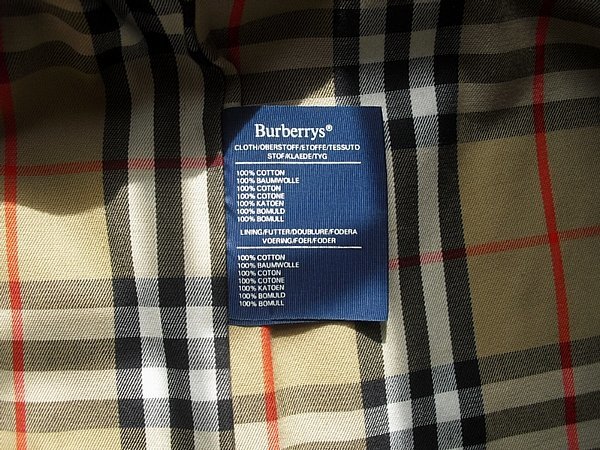 Burberrys®
CLOTH/OBERSTOFF/ETOFFE/TESSUTO
STOF/KLAEDE/TYG
100% COTTON
100% BAUMWOLLE
100% COTON
100% COTONE
100% KATOEN
100% BOMULD
100% BOMULL
LINING/FUTTER/DOUBLURE/FODERA
VOERING/FOER/FODER
100% COTTON
100% BAUMWOLLE
100% COTON
100% COTONE
100% KATOEN
100% BOMULD
100% BOMULL